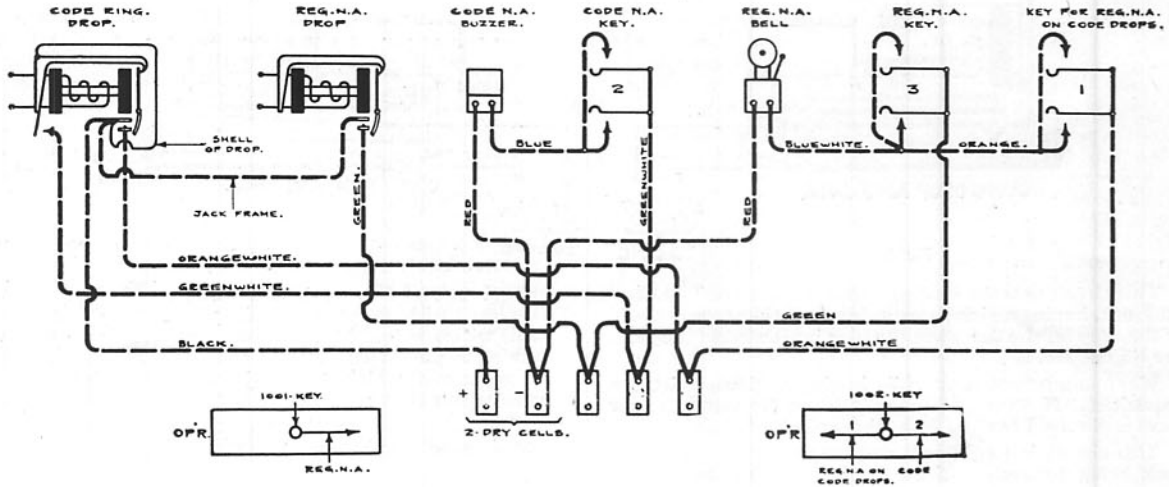 CODE RING.
DROP.
REG.N.A.
DROP
CODE N.A.
BUZZER.
CODE N.A.
KEY.
REG.N.A.
BELL
REG.N.A.
KEY.
KEY FOR REG.N.A.
ON CODE DROPS.
2
3
1
SHELL
OF DROP.
BLUE
BLUEWHITE.
ORANGE.
JACK FRAME.
GREEN.
RED
GREENWHITE
RED
ORANGEWHITE.
GREENWHITE.
GREEN
BLACK.
ORANGEWHITE
+
-
2-DRY CELLS.
1001-KEY
OP'R.
REG.N.A.
1002-KEY
OP'R
1
2
REG NA ON
CODE DROPS.
CODE